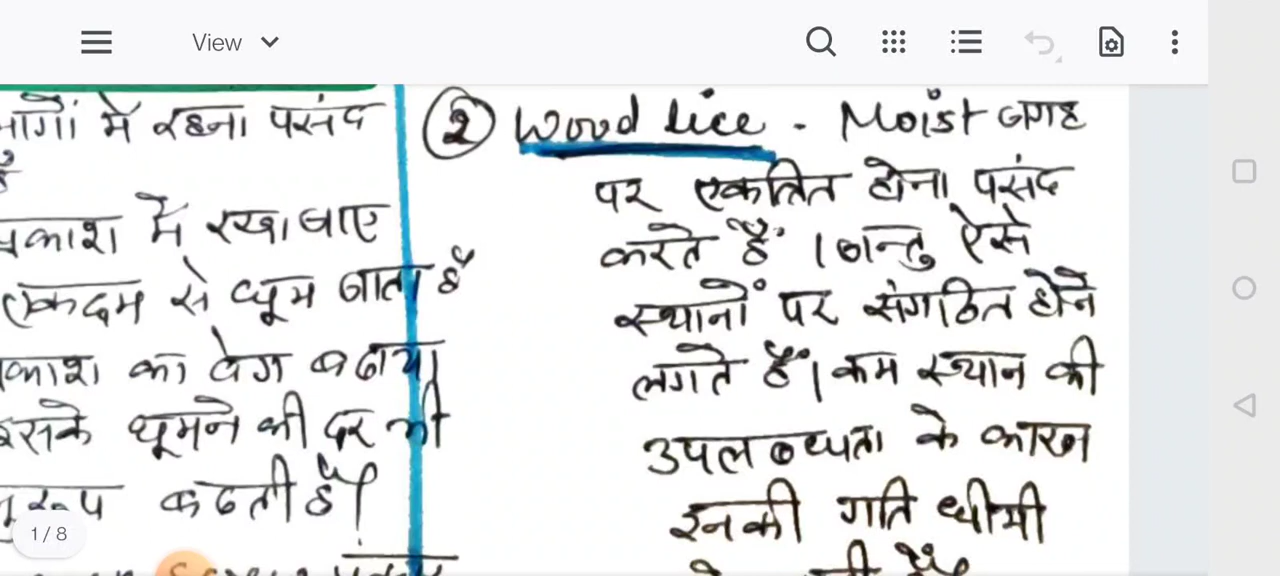 View
भागों में रहना पसंद
है
प्रकाश में रखा जाए
एकदम से घूम जाता है
प्रकाश का वेग बढाया
इसके घूमने की दर भी
बढती है।
② Wood lice - Moist जगह
पर एकत्रित होना पसंद
करते हैं । जन्तु ऐसे
स्थानों पर संगठित होने
लगते हैं। कम स्थान की
उपलब्धता के कारण
इनकी गति धीमी
1 / 8